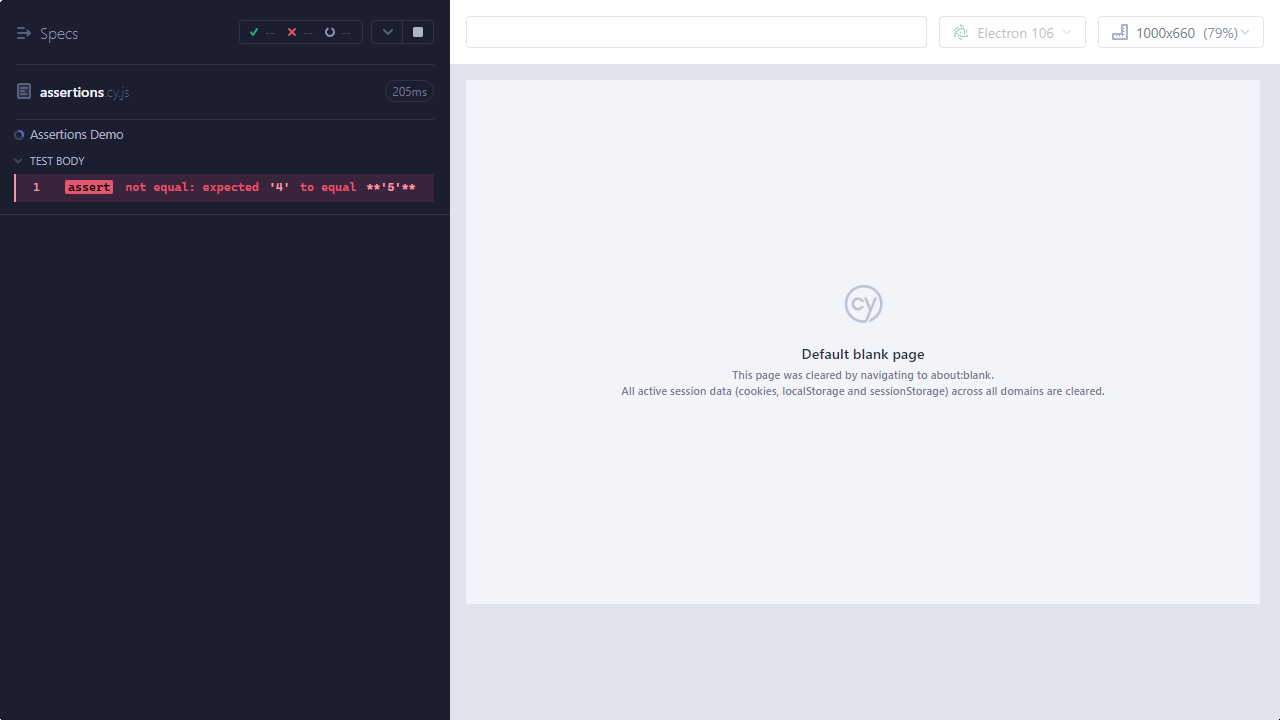 Specs
--
--
--
assertions.cy.js
205ms
Assertions Demo
TEST BODY
1 assert not equal: expected '4' to equal **'5'**
Electron 106
1000x660 (79%)
cy
Default blank page
This page was cleared by navigating to about:blank.
All active session data (cookies, localStorage and sessionStorage) across all domains are cleared.